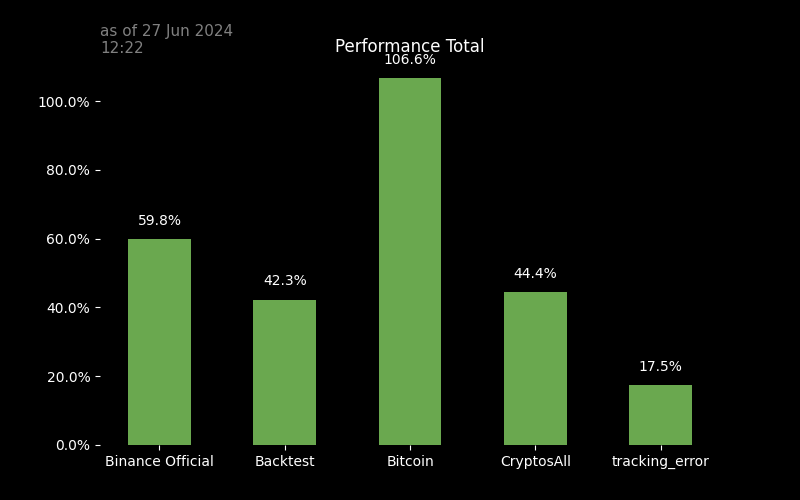 as of 27 Jun 2024
12:22
Performance Total
106.6%
100.0%
80.0%
59.8%
60.0%
42.3%
44.4%
40.0%
17.5%
20.0%
0.0%
Binance Official
Backtest
Bitcoin
CryptosAll
tracking_error